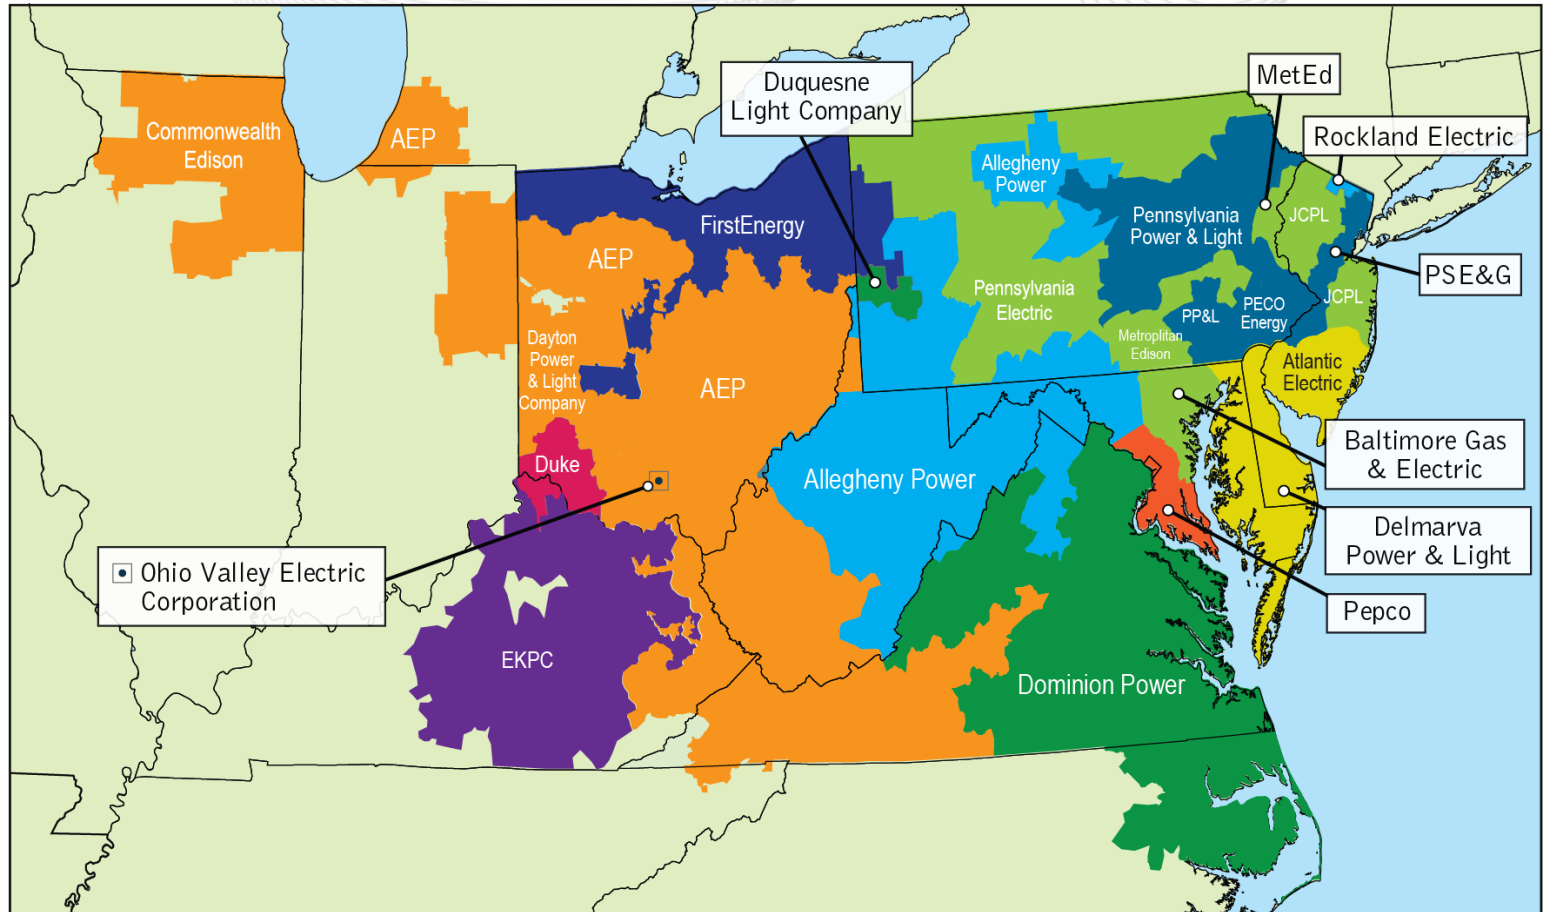 Duquesne
Light Company
MetEd
Rockland Electric
Commonwealth
Edison
AEP
Allegheny
Power
Pennsylvania
Power & Light
JCPL
FirstEnergy
AEP
PSE&G
Pennsylvania
Electric
JCPL
PP&L
PECO
Energy
Metroplitan
Edison
Dayton
Power
& Light
Company
AEP
Atlantic
Electric
Baltimore Gas
& Electric
Duke
Allegheny Power
Delmarva
Power & Light
Ohio Valley Electric
Corporation
Pepco
EKPC
Dominion Power